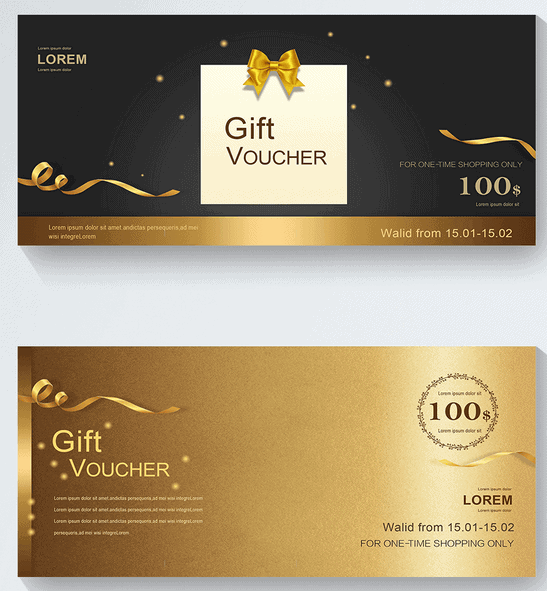 Lorem ipsum dolor
LOREM
Lorem ipsum dolor
Gift
VOUCHER
FOR ONE-TIME SHOPPING ONLY
100$
Lorem ipsum dolor sit
Lorem ipsum dolor sit amet andictas persequeris,ad mei
wisi integreLorem
Walid from 15.01-15.02
Gift
VOUCHER
Lorem ipsum dolor sit amet,andictas persequeris,ad mei wisi integreLorem
Lorem ipsum dolor sit amet,andictas persequeris,ad mei wisi integreLorem
Lorem ipsum dolor sit amet,andictas persequeris,ad mei wisi integreLorem
persequeris,ad mei wisi integreLorem
Lorem ipsum dolor sit
100$
Lorem ipsum dolor sit
Lorem ipsum dolor
LOREM
Lorem ipsum dolor
Walid from 15.01-15.02
FOR ONE-TIME SHOPPING ONLY